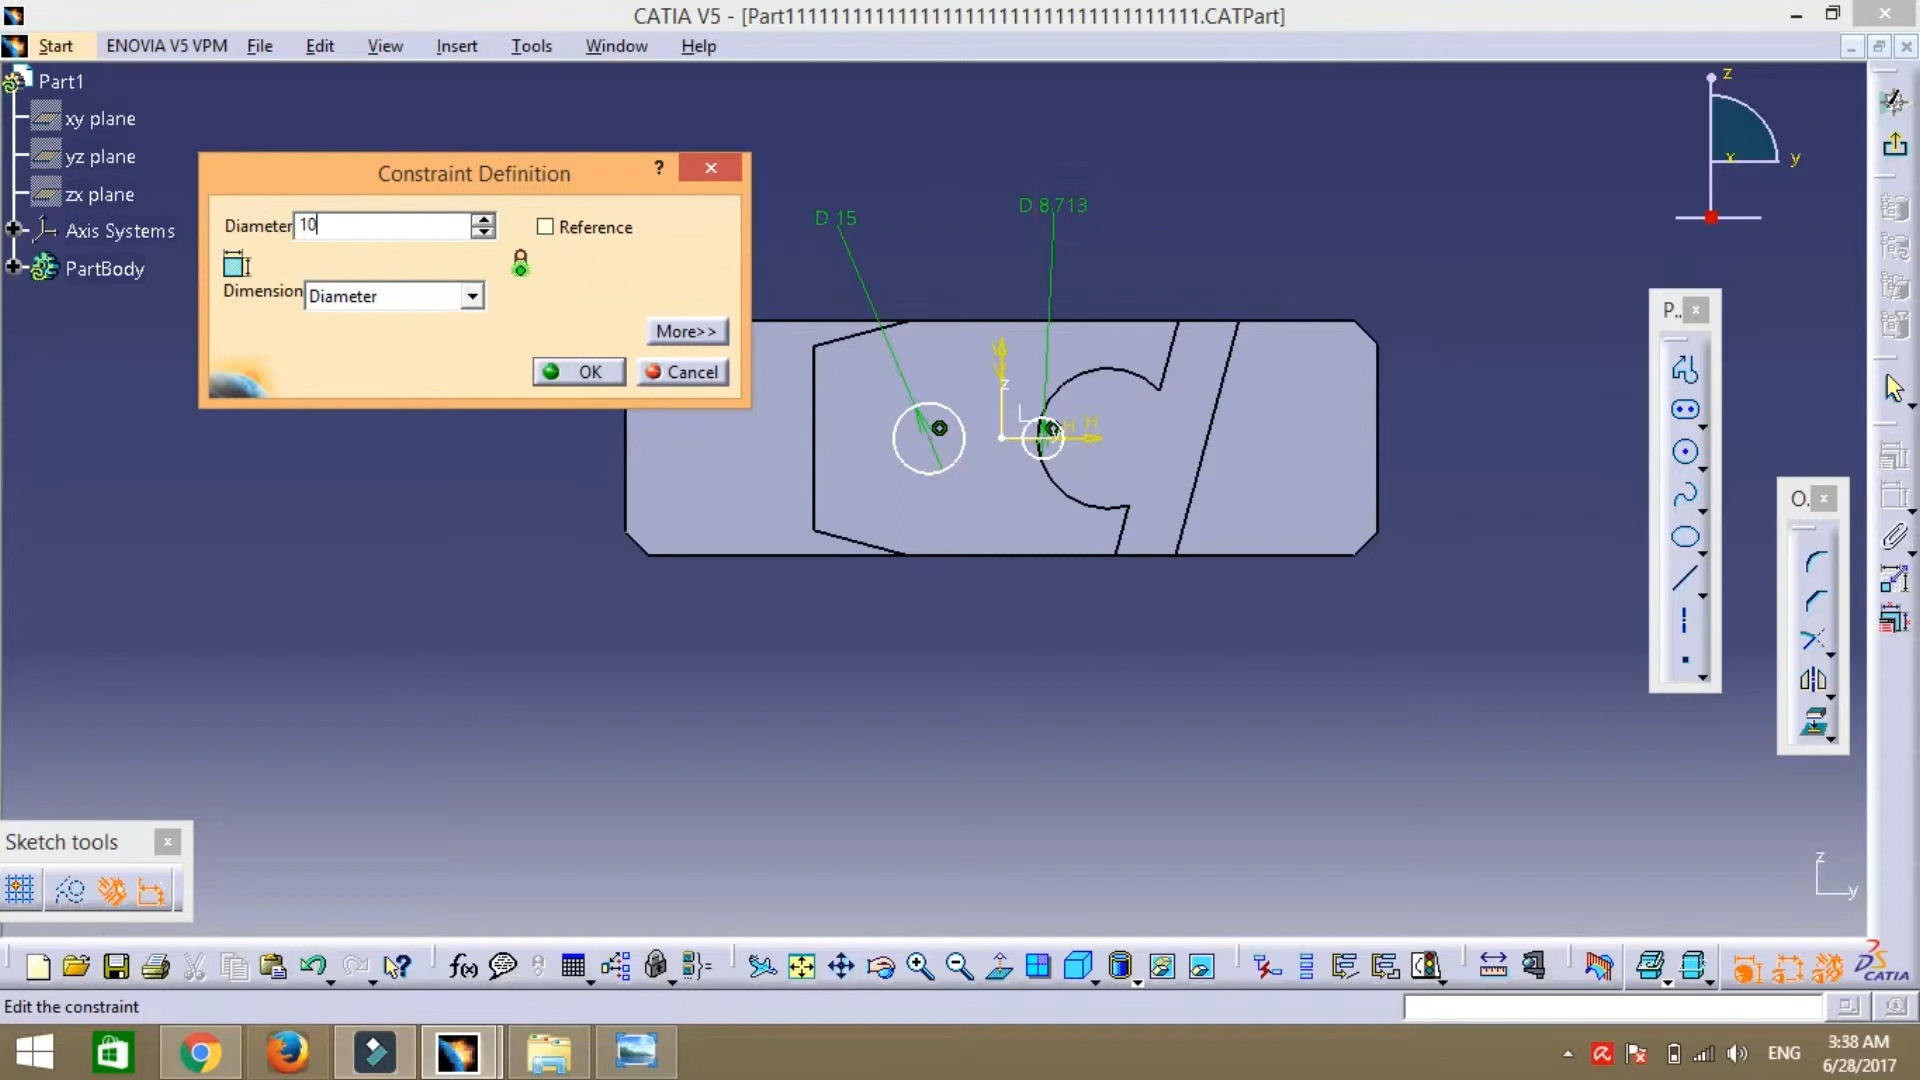 CATIA V5 - [Part1111111111111111111111111111111111.CATPart]
Start ENOVIA V5 VPM File Edit View Insert Tools Window Help
Part1
xy plane
yz plane
zx plane
Axis Systems
PartBody
Constraint Definition ?
Diameter 10
Reference
Dimension Diameter
More>>
OK Cancel
D 15
D 8,713
z
x
y
z
H
H
P..
O.
Sketch tools
z
y
f(x)
DS CATIA
Edit the constraint
ENG
3:38 AM
6/28/2017